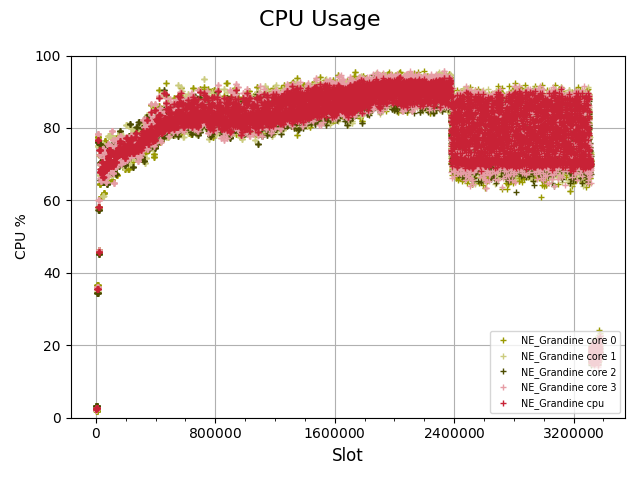 CPU Usage
100
80
60
40
20
0
CPU %
0
800000
1600000
2400000
3200000
Slot
NE_Grandine core 0
NE_Grandine core 1
NE_Grandine core 2
NE_Grandine core 3
NE_Grandine cpu